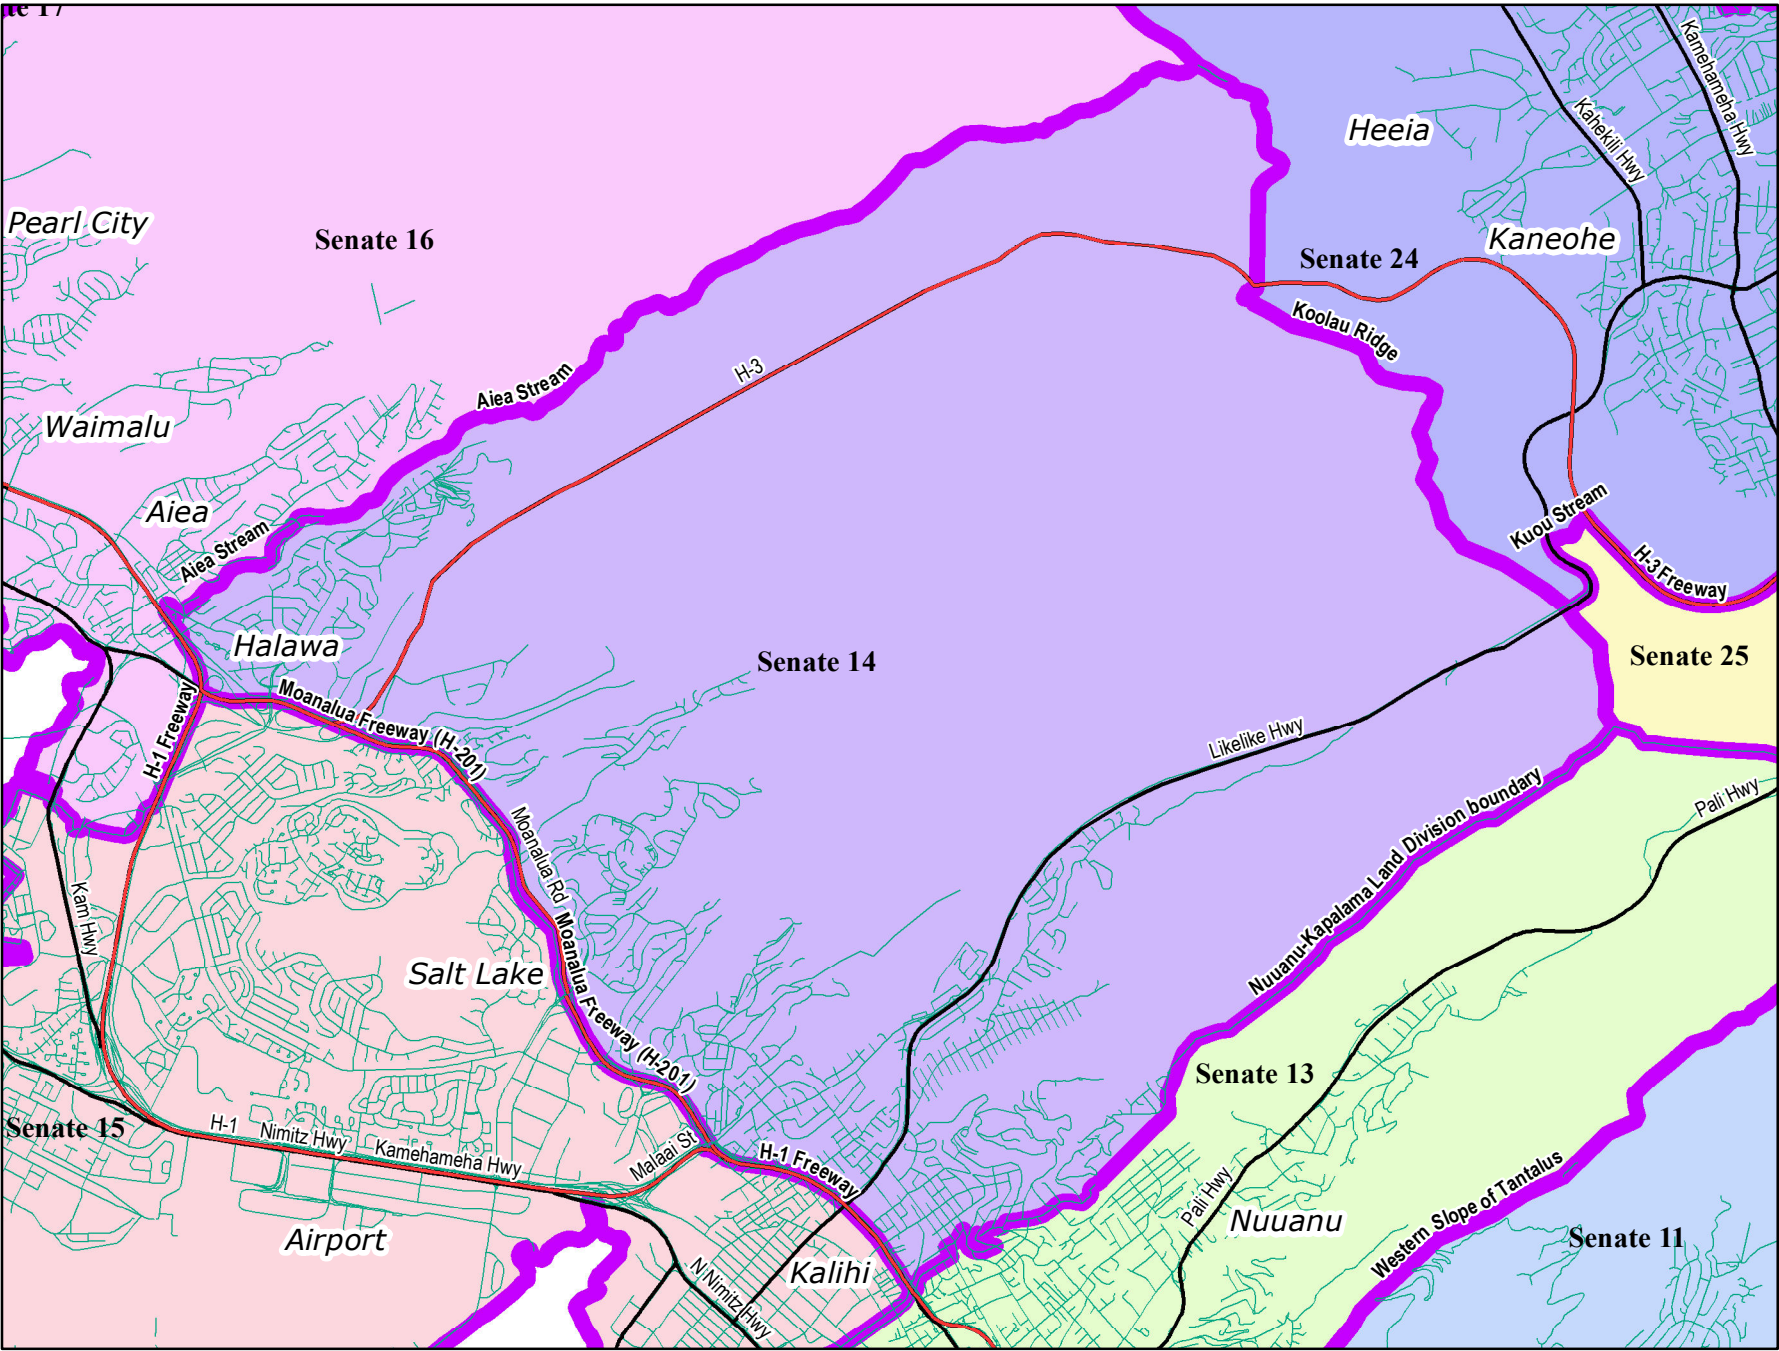 te 17
Kamehameha Hwy
Heeia
Kahekili Hwy
Pearl City
Senate 16
Kaneohe
Senate 24
Koolau Ridge
H-3
Aiea Stream
Waimalu
Aiea
Aiea Stream
Kuou Stream
H-3 Freeway
Halawa
Senate 14
Senate 25
Moanalua Freeway (H-201)
H-1 Freeway
Likelike Hwy
Pali Hwy
Nuuanu-Kapalama Land Division boundary
Moanalua Rd
Kam Hwy
Salt Lake
Moanalua Freeway (H-201)
Senate 13
Senate 15
H-1
Nimitz Hwy
Kamehameha Hwy
Malaai St
H-1 Freeway
Pali Hwy
Nuuanu
Western Slope of Tantalus
Senate 11
Airport
Kalihi
N Nimitz Hwy